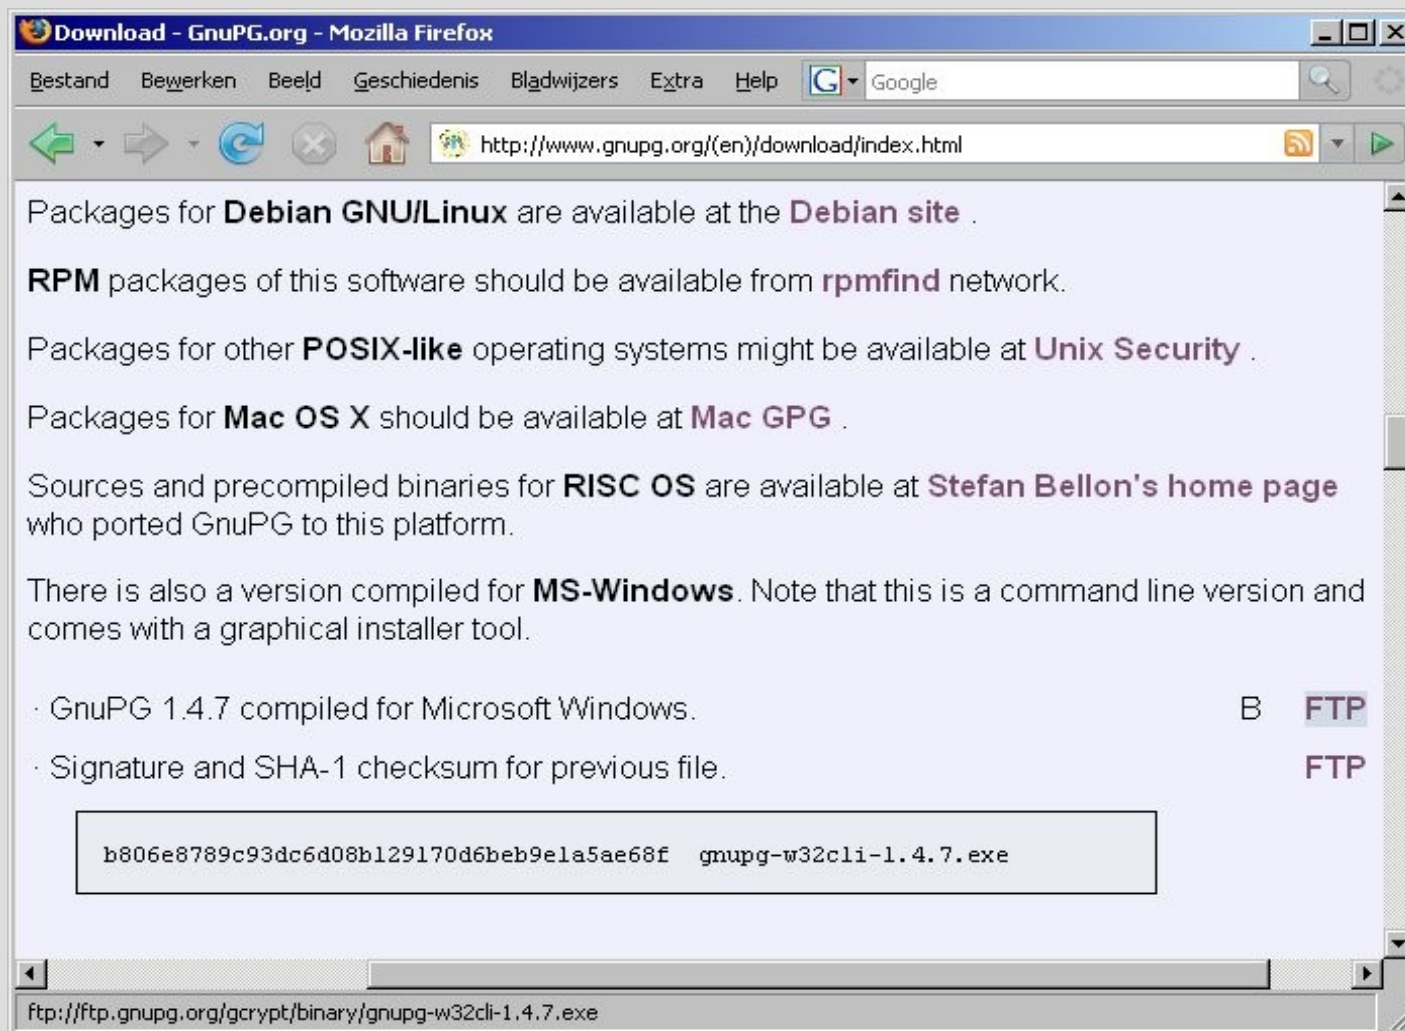 Download - GnuPG.org - Mozilla Firefox
Bestand Bewerken Beeld Geschiedenis Bladwijzers Extra Help G Google
http://www.gnupg.org/(en)/download/index.html
Packages for Debian GNU/Linux are available at the Debian site .
RPM packages of this software should be available from rpmfind network.
Packages for other POSIX-like operating systems might be available at Unix Security .
Packages for Mac OS X should be available at Mac GPG .
Sources and precompiled binaries for RISC OS are available at Stefan Bellon's home page
who ported GnuPG to this platform.
There is also a version compiled for MS-Windows. Note that this is a command line version and
comes with a graphical installer tool.
· GnuPG 1.4.7 compiled for Microsoft Windows. B FTP
· Signature and SHA-1 checksum for previous file. FTP
b806e8789c93dc6d08b129170d6beb9e1a5ae68f gnupg-w32cli-1.4.7.exe
ftp://ftp.gnupg.org/gcrypt/binary/gnupg-w32cli-1.4.7.exe